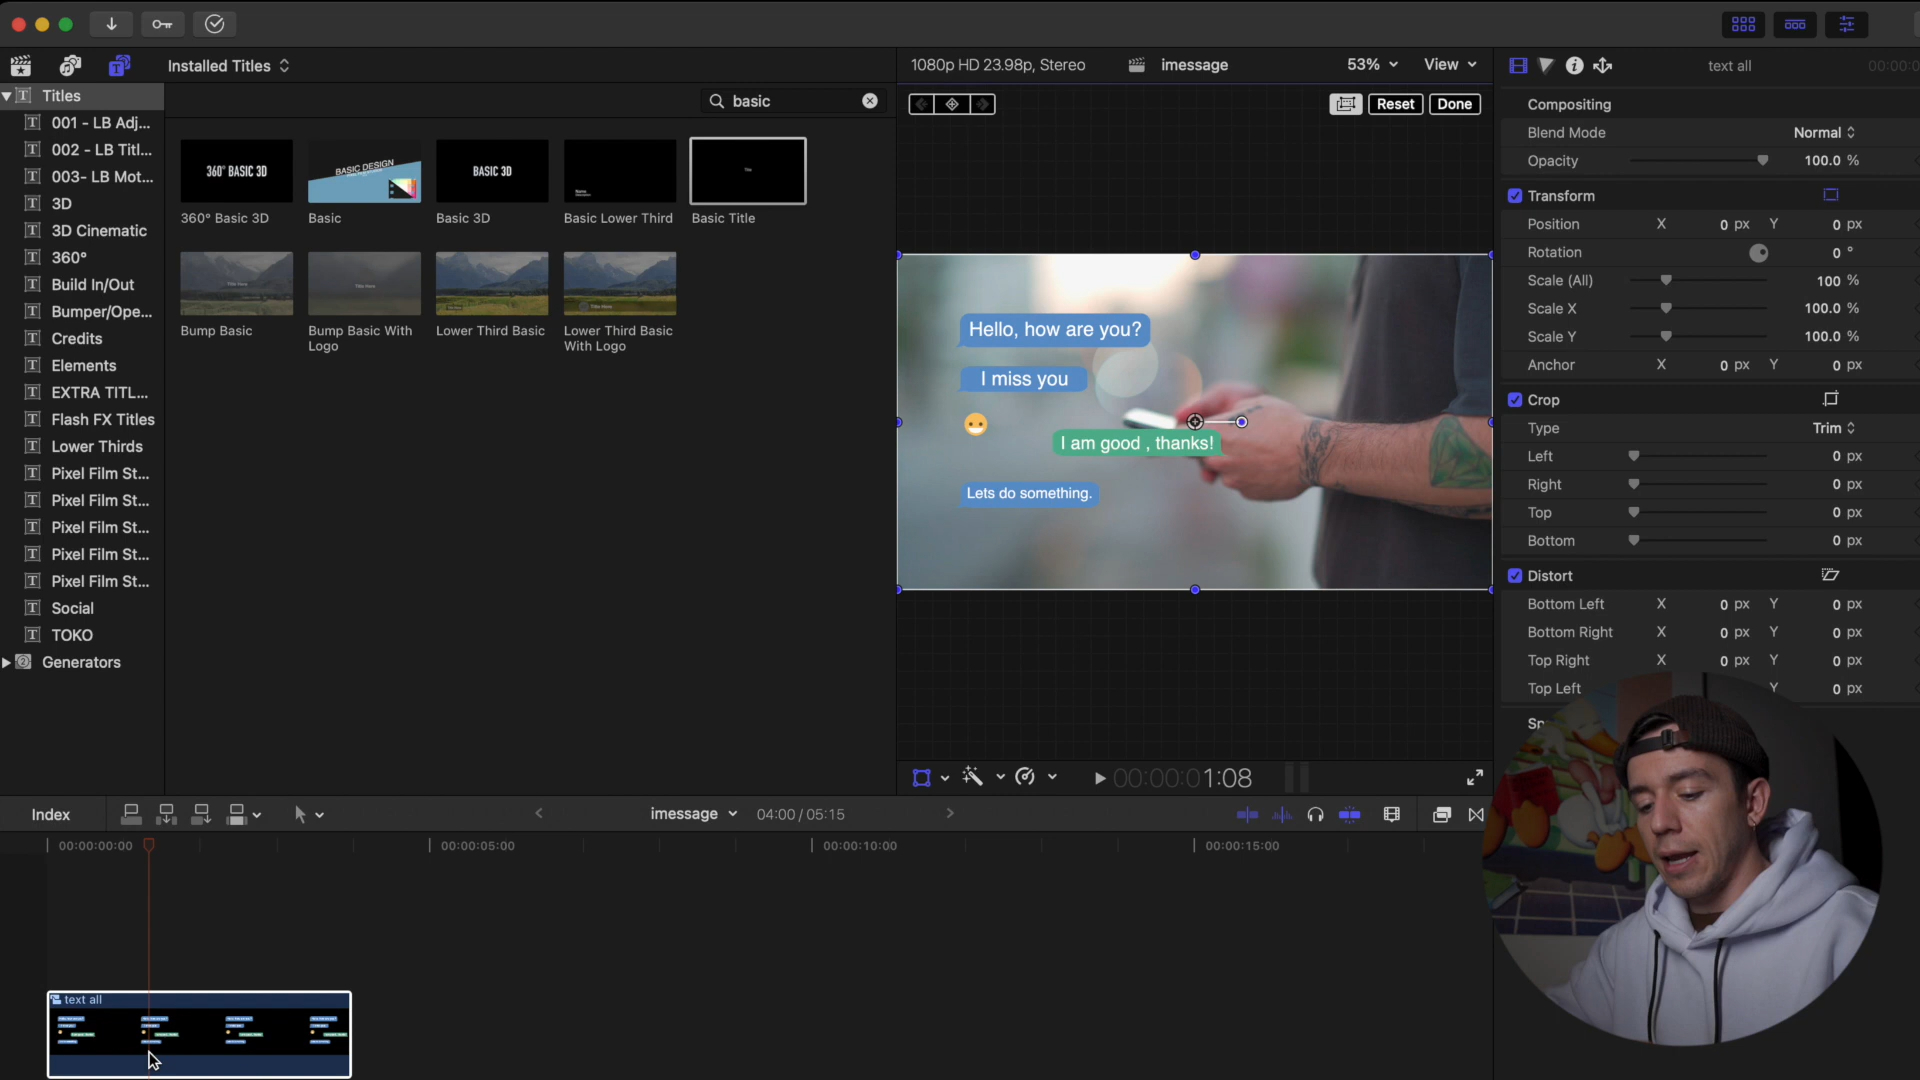 Installed Titles
1080p HD 23.98p, Stereo
imessage
53%
View
text all
00:00:0
Titles
001 - LB Adj...
002 - LB Titl...
003- LB Mot...
3D
3D Cinematic
360°
Build In/Out
Bumper/Ope...
Credits
Elements
EXTRA TITL...
Flash FX Titles
Lower Thirds
Pixel Film St...
Pixel Film St...
Pixel Film St...
Pixel Film St...
Pixel Film St...
Social
TOKO
Generators
basic
360° BASIC 3D
BASIC DESIGN
BASIC 3D
Name
Description
Title
360° Basic 3D
Basic
Basic 3D
Basic Lower Third
Basic Title
Title Here
Title Here
Title Here
Bump Basic
Bump Basic With
Logo
Lower Third Basic
Lower Third Basic
With Logo
Reset
Done
Hello, how are you?
I miss you
I am good , thanks!
Lets do something.
00:00:01:08
Compositing
Blend Mode
Normal
Opacity
100.0 %
Transform
Position X 0 px Y 0 px
Rotation 0 °
Scale (All) 100 %
Scale X 100.0 %
Scale Y 100.0 %
Anchor X 0 px Y 0 px
Crop
Type Trim
Left 0 px
Right 0 px
Top 0 px
Bottom 0 px
Distort
Bottom Left X 0 px Y 0 px
Bottom Right X 0 px Y 0 px
Top Right X 0 px Y 0 px
Top Left Y 0 px
Index
imessage
04:00 / 05:15
00:00:00:00
00:00:05:00
00:00:10:00
00:00:15:00
text all